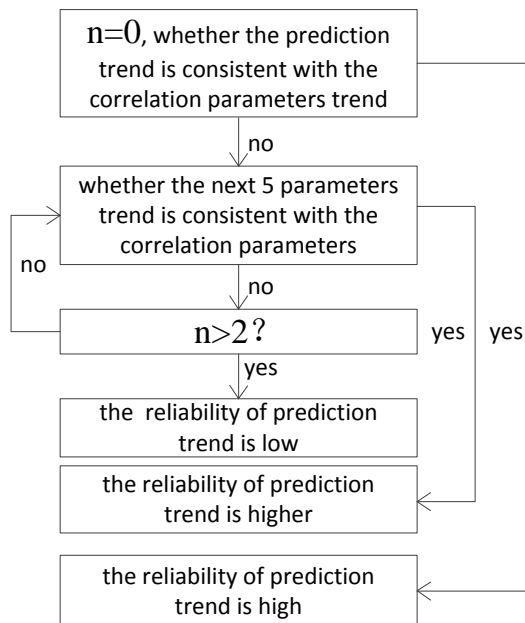 n=0, whether the prediction
trend is consistent with the
correlation parameters trend
no
whether the next 5 parameters
trend is consistent with the
correlation parameters
no
no
n>2?
yes
yes
yes
the reliability of prediction
trend is low
the reliability of prediction
trend is higher
the reliability of prediction
trend is high